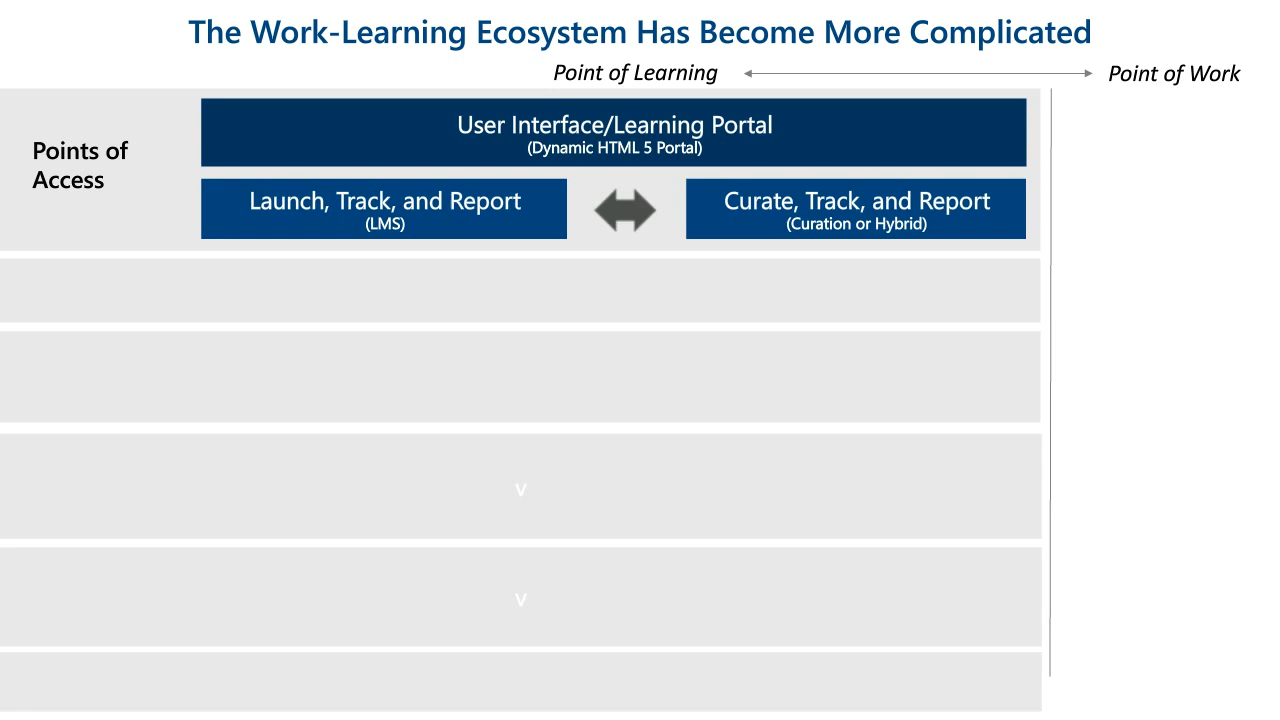 The Work-Learning Ecosystem Has Become More Complicated
Point of Learning
Point of Work
Points of
Access
User Interface/Learning Portal
(Dynamic HTML 5 Portal)
Launch, Track, and Report
(LMS)
Curate, Track, and Report
(Curation or Hybrid)
v
v